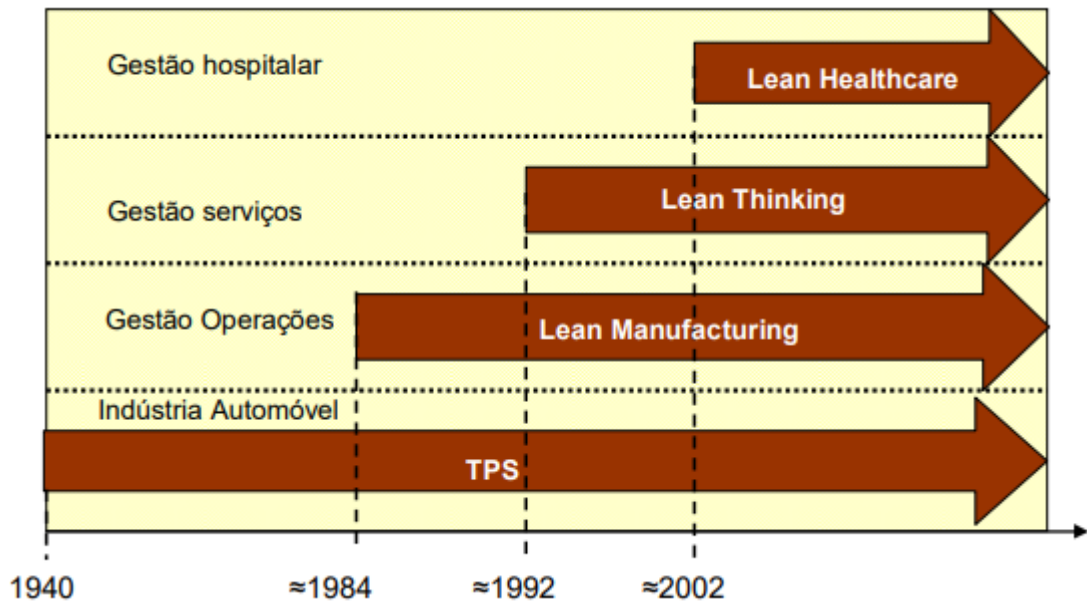 Gestão hospitalar
Lean Healthcare
Gestão serviços
Lean Thinking
Gestão Operações
Lean Manufacturing
Indústria Automóvel
TPS
1940
≈1984
≈1992
≈2002